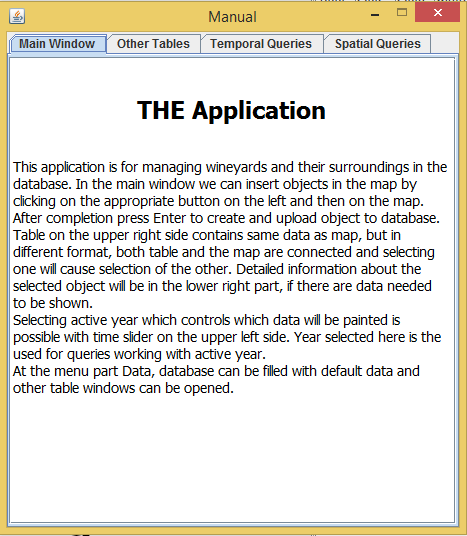 Manual
Main Window Other Tables Temporal Queries Spatial Queries
THE Application
This application is for managing wineyards and their surroundings in the
database. In the main window we can insert objects in the map by
clicking on the appropriate button on the left and then on the map.
After completion press Enter to create and upload object to database.
Table on the upper right side contains same data as map, but in
different format, both table and the map are connected and selecting
one will cause selection of the other. Detailed information about the
selected object will be in the lower right part, if there are data needed
to be shown.
Selecting active year which controls which data will be painted is
possible with time slider on the upper left side. Year selected here is the
used for queries working with active year.
At the menu part Data, database can be filled with default data and
other table windows can be opened.